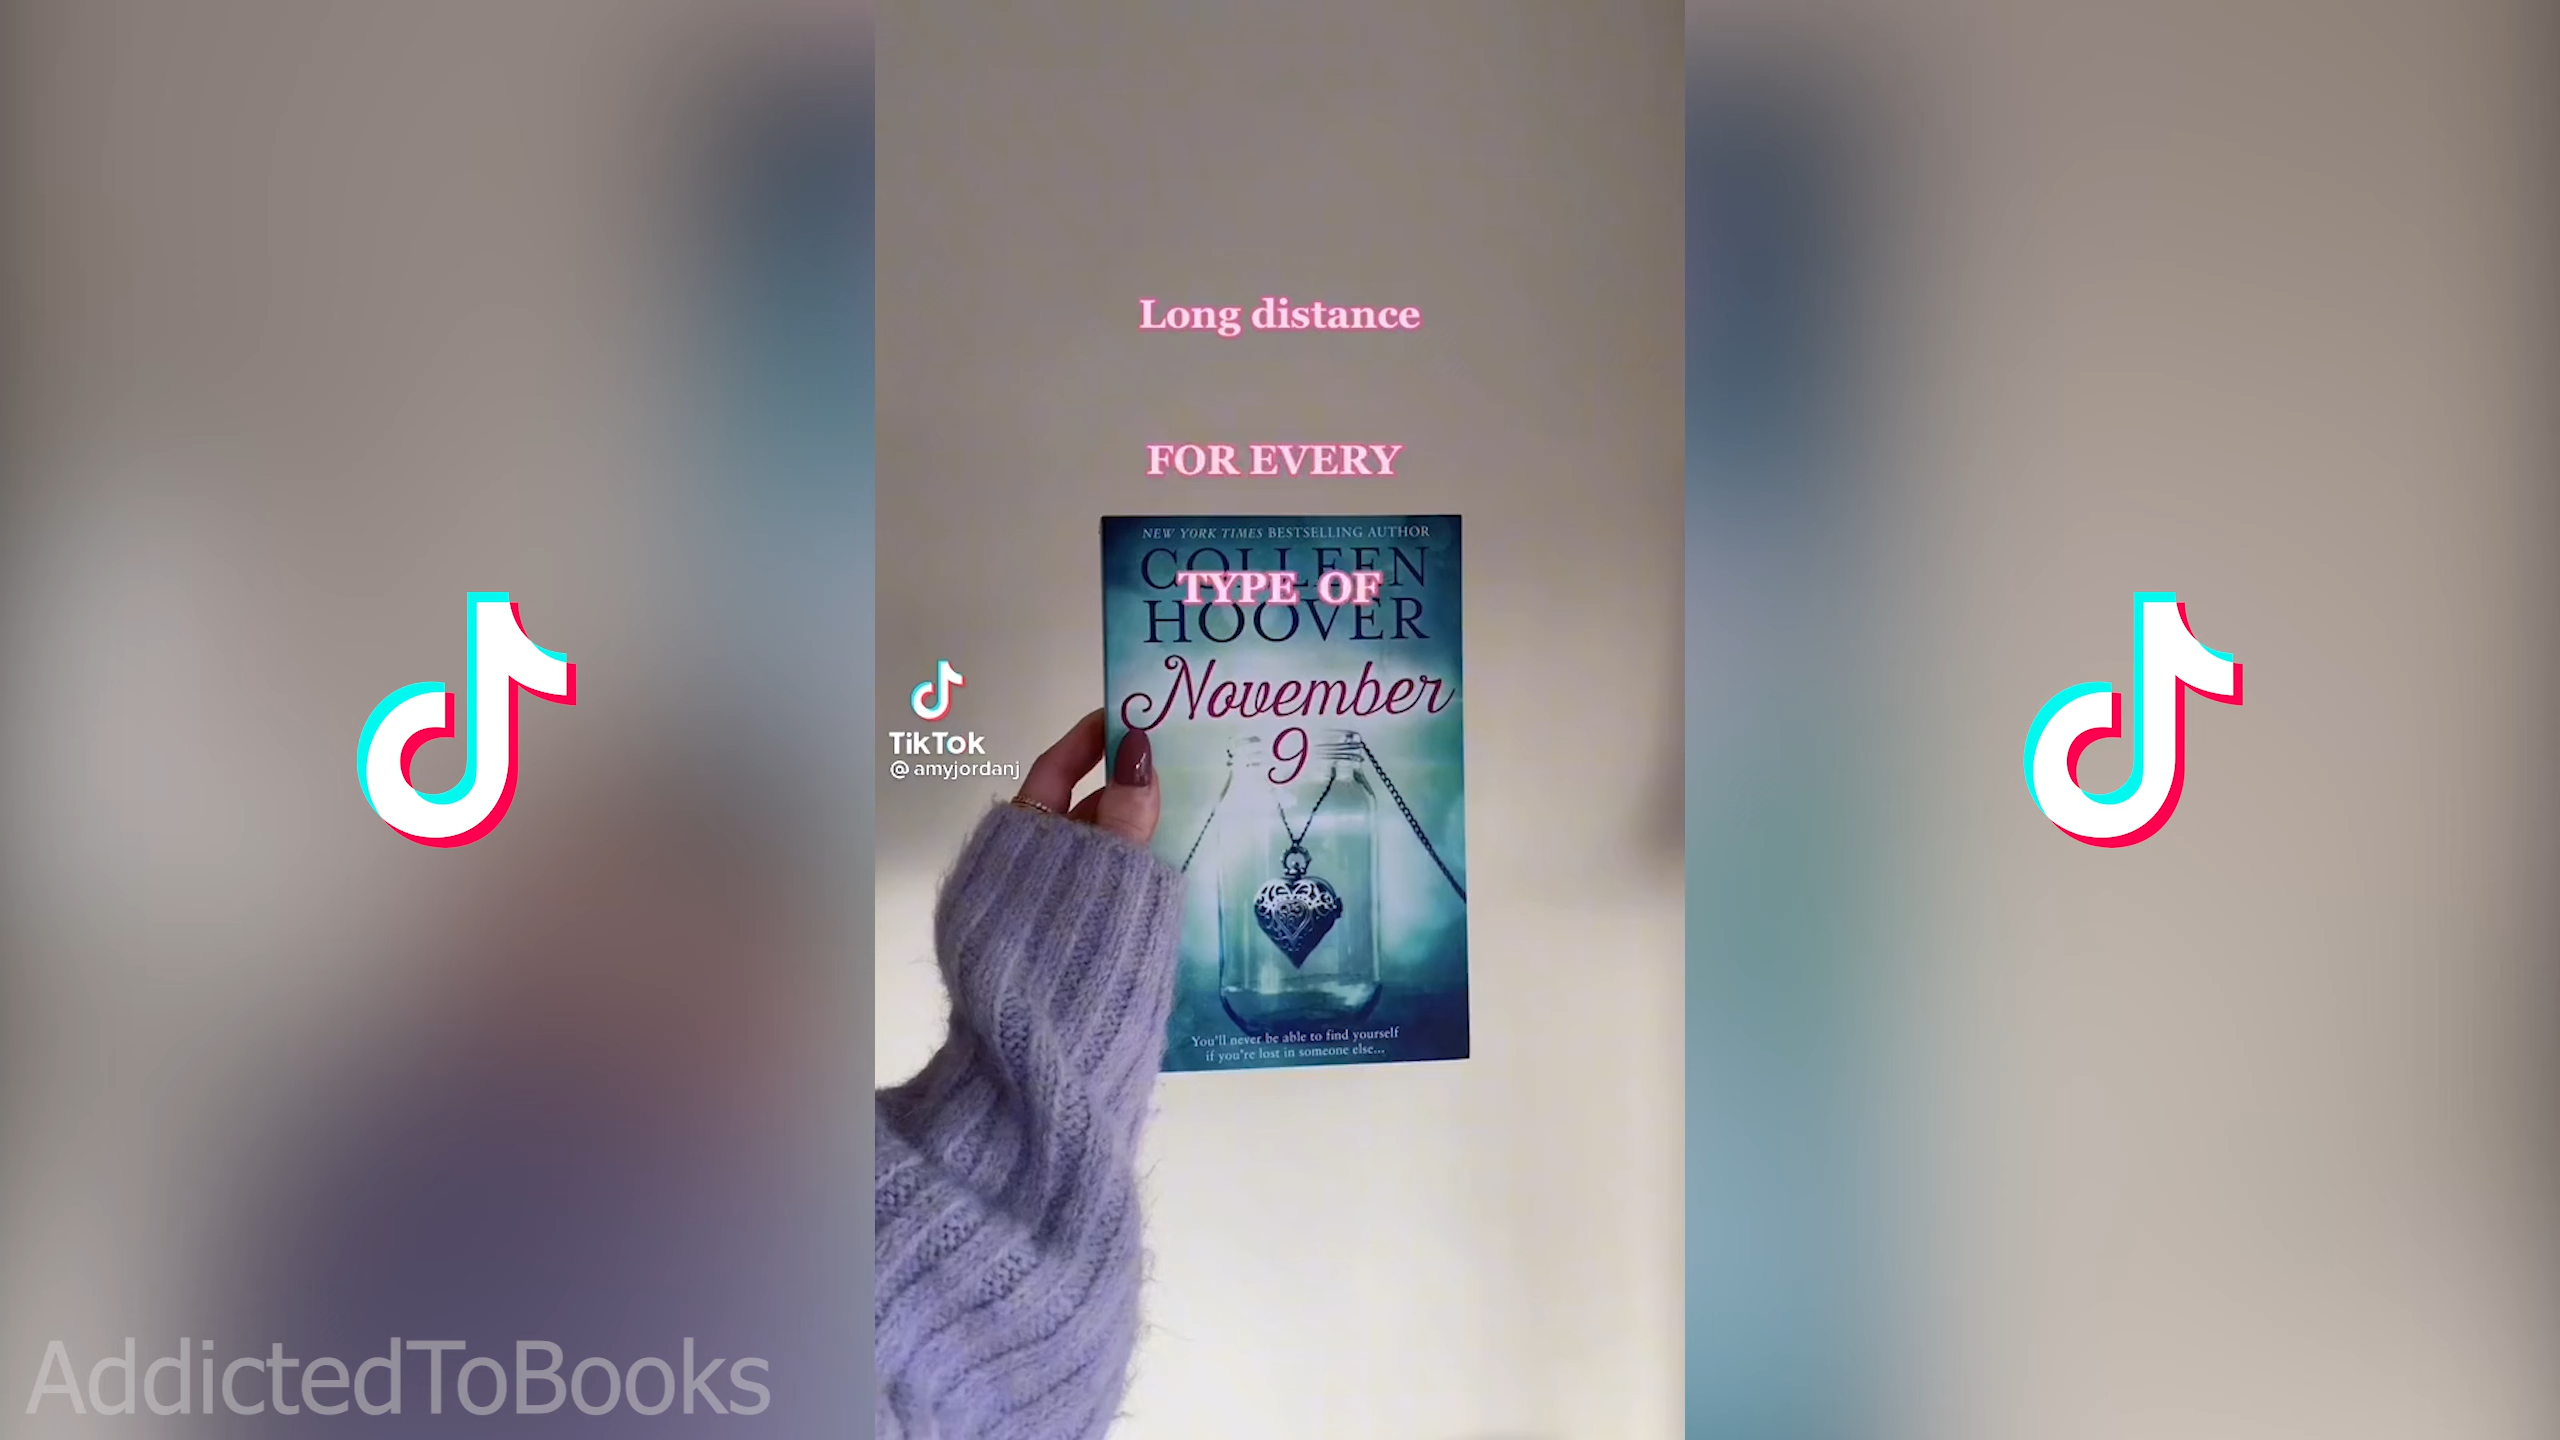 Long distance
FOR EVERY
TYPE OF
NEW YORK TIMES BESTSELLING AUTHOR
COLLEEN
HOOVER
November
9
You'll never be able to find yourself
if you're lost in someone else...
TikTok
@amyjordanj
AddictedToBooks